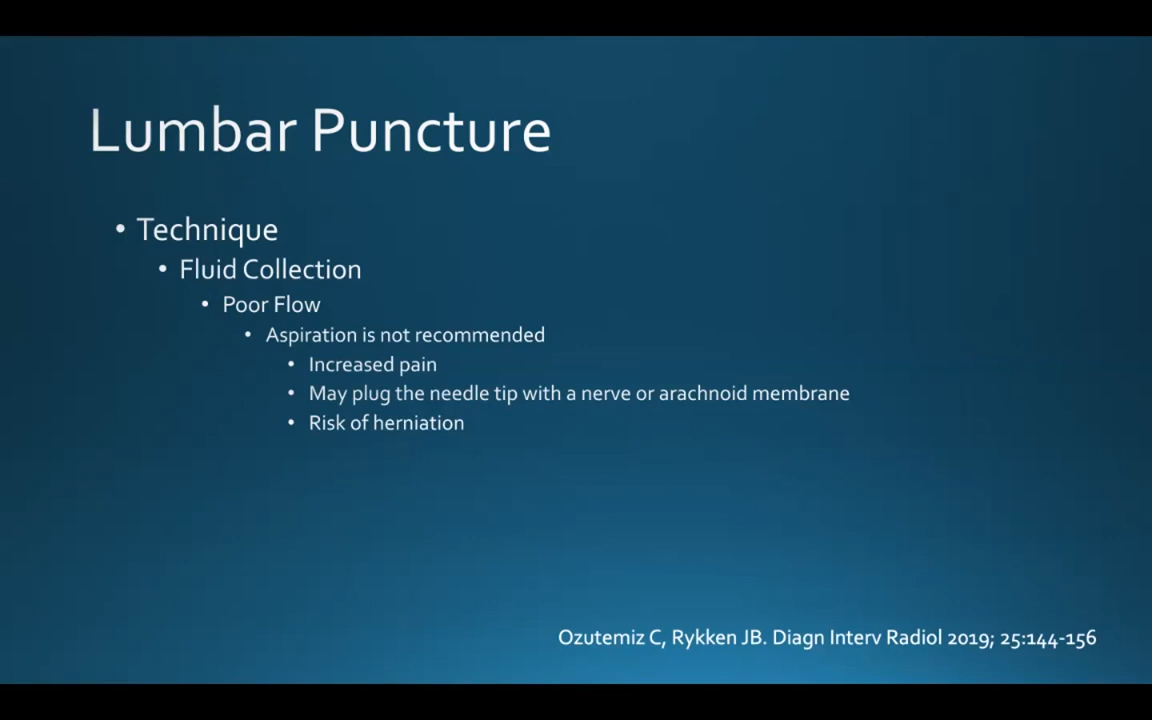 Lumbar Puncture
• Technique
• Fluid Collection
• Poor Flow
• Aspiration is not recommended
• Increased pain
• May plug the needle tip with a nerve or arachnoid membrane
• Risk of herniation
Ozutemiz C, Rykken JB. Diagn Interv Radiol 2019; 25:144-156